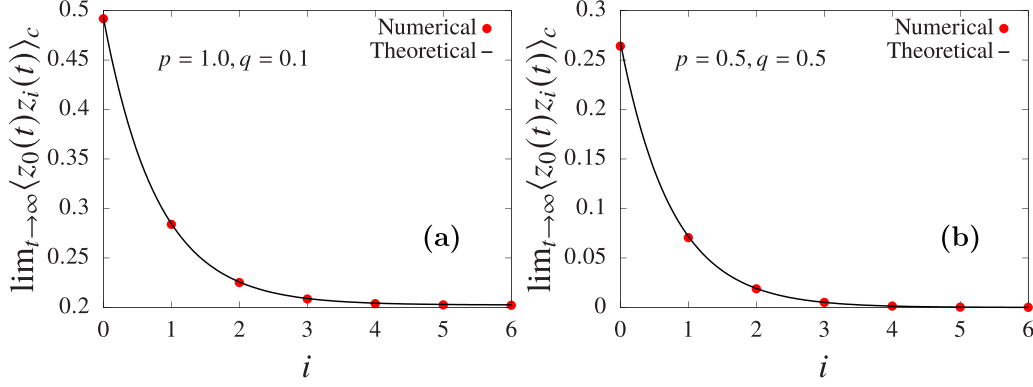 lim_{t→∞}⟨z_0(t)z_i(t)⟩_c
0.5
0.45
0.4
0.35
0.3
0.25
0.2
Numerical
Theoretical
p = 1.0, q = 0.1
(a)
0 1 2 3 4 5 6
i
lim_{t→∞}⟨z_0(t)z_i(t)⟩_c
0.3
0.25
0.2
0.15
0.1
0.05
0
Numerical
Theoretical
p = 0.5, q = 0.5
(b)
0 1 2 3 4 5 6
i